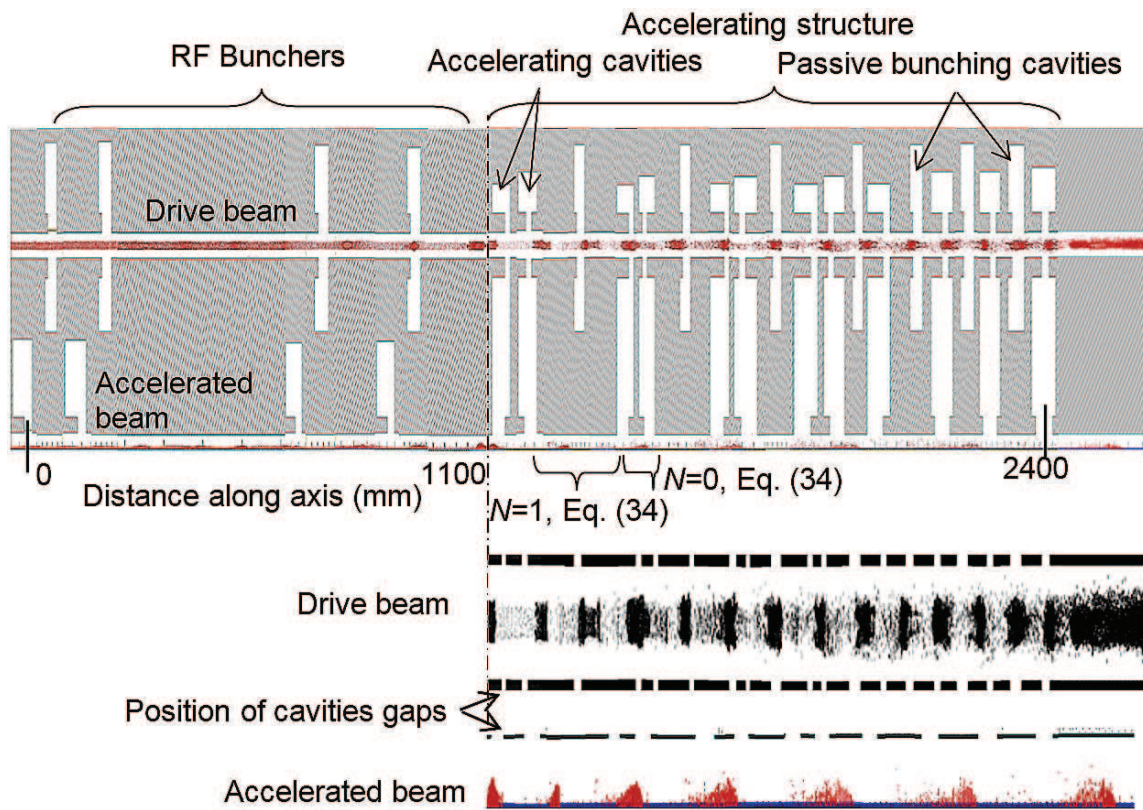 Accelerating structure
RF Bunchers
Accelerating cavities
Passive bunching cavities
Drive beam
Accelerated
beam
0
1100
2400
Distance along axis (mm)
N=0, Eq. (34)
N=1, Eq. (34)
Drive beam
Position of cavities gaps
Accelerated beam